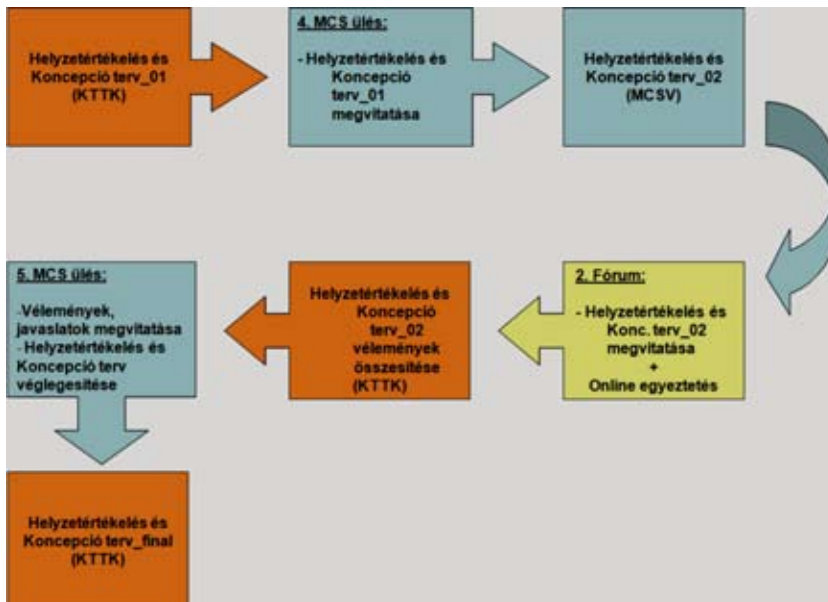 Helyzetértékelés és
Koncepció terv_01
(KTTK)
4. MCS ülés:
- Helyzetértékelés és
Koncepció
terv_01
megvitatása
Helyzetértékelés és
Koncepció terv_02
(MCSV)
2. Fórum:
- Helyzetértékelés és
Konc. terv_02
megvitatása
+
Online egyeztetés
Helyzetértékelés és
Koncepció
terv_02
vélemények
összesítése
(KTTK)
5. MCS ülés:
-Vélemények,
javaslatok megvitatása
- Helyzetértékelés és
Koncepció terv
véglegesítése
Helyzetértékelés és
Koncepció terv_final
(KTTK)